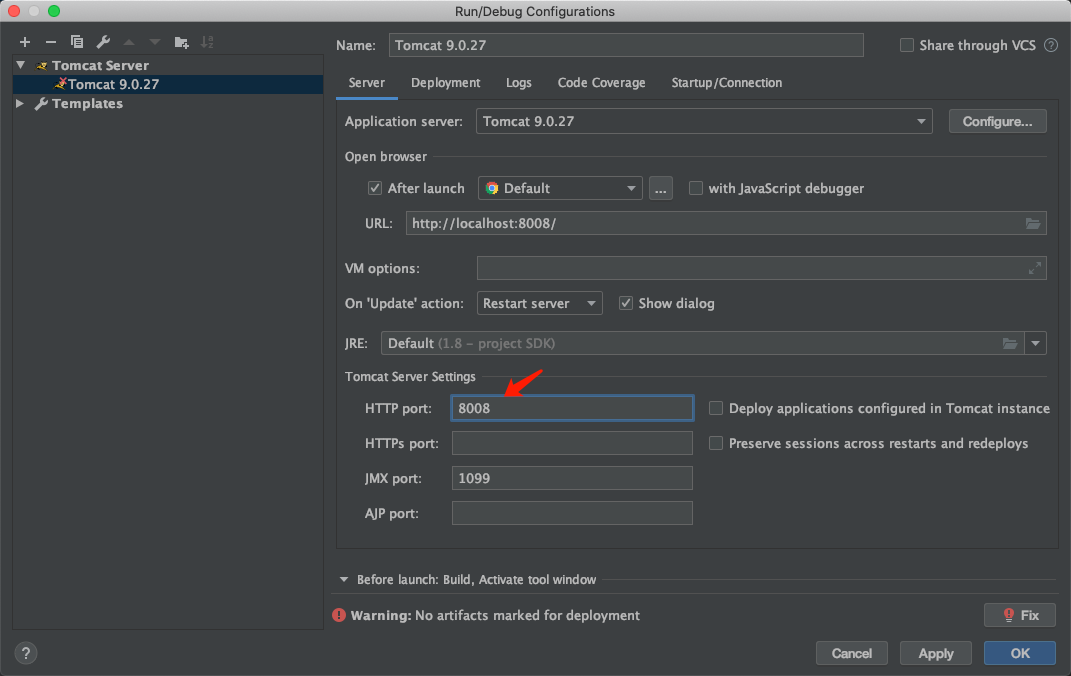 Run/Debug Configurations
Name: Tomcat 9.0.27 Share through VCS ?
Tomcat Server
Tomcat 9.0.27
Templates
Server Deployment Logs Code Coverage Startup/Connection
Application server: Tomcat 9.0.27 Configure...
Open browser
After launch Default ... with JavaScript debugger
URL: http://localhost:8008/
VM options:
On 'Update' action: Restart server Show dialog
JRE: Default (1.8 – project SDK)
Tomcat Server Settings
HTTP port: 8008 Deploy applications configured in Tomcat instance
HTTPs port: Preserve sessions across restarts and redeploys
JMX port: 1099
AJP port:
Before launch: Build, Activate tool window
Warning: No artifacts marked for deployment Fix
? Cancel Apply OK